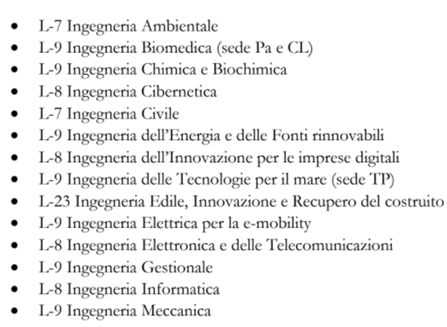 • L-7 Ingegneria Ambientale
• L-9 Ingegneria Biomedica (sede Pa e CL)
• L-9 Ingegneria Chimica e Biochimica
• L-8 Ingegneria Cibernetica
• L-7 Ingegneria Civile
• L-9 Ingegneria dell'Energia e delle Fonti rinnovabili
• L-8 Ingegneria dell'Innovazione per le imprese digitali
• L-9 Ingegneria delle Tecnologie per il mare (sede TP)
• L-23 Ingegneria Edile, Innovazione e Recupero del costruito
• L-9 Ingegneria Elettrica per la e-mobility
• L-8 Ingegneria Elettronica e delle Telecomunicazioni
• L-9 Ingegneria Gestionale
• L-8 Ingegneria Informatica
• L-9 Ingegneria Meccanica